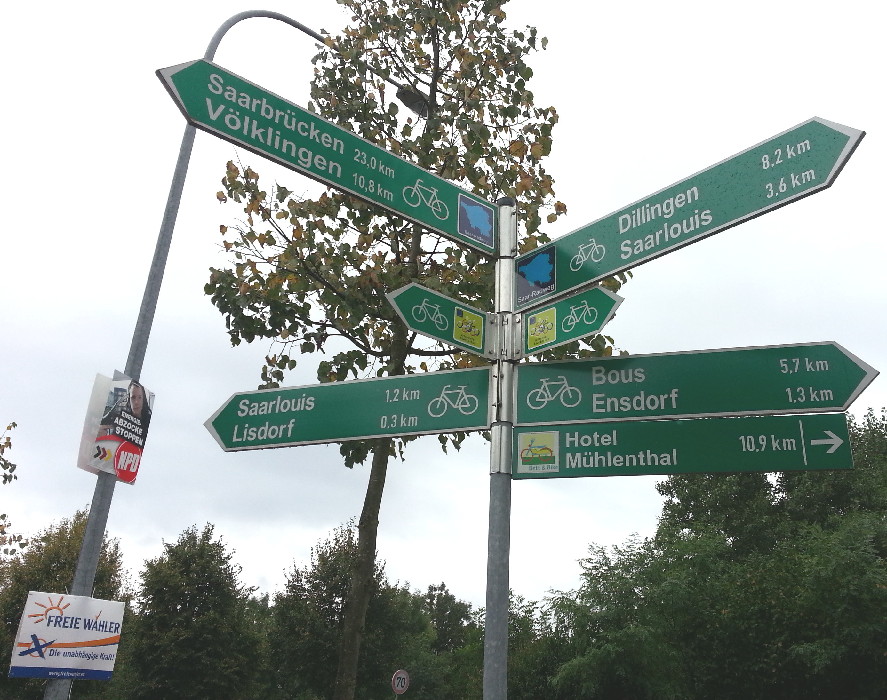 Saarbrücken 23,0 km
Völklingen 10,8 km
Dillingen 8.2 km
Saarlouis 3,6 km
Saar-Radweg
Saarlouis 1.2 km
Lisdorf 0.3 km
Bous 5,7 km
Ensdorf 1.3 km
Hotel
Mühlenthal 10,9 km
Bett & Bike
ABZOCKE
STOPPEN
NPD
FREIE WÄHLER
Die unabhängige Kraft!
70